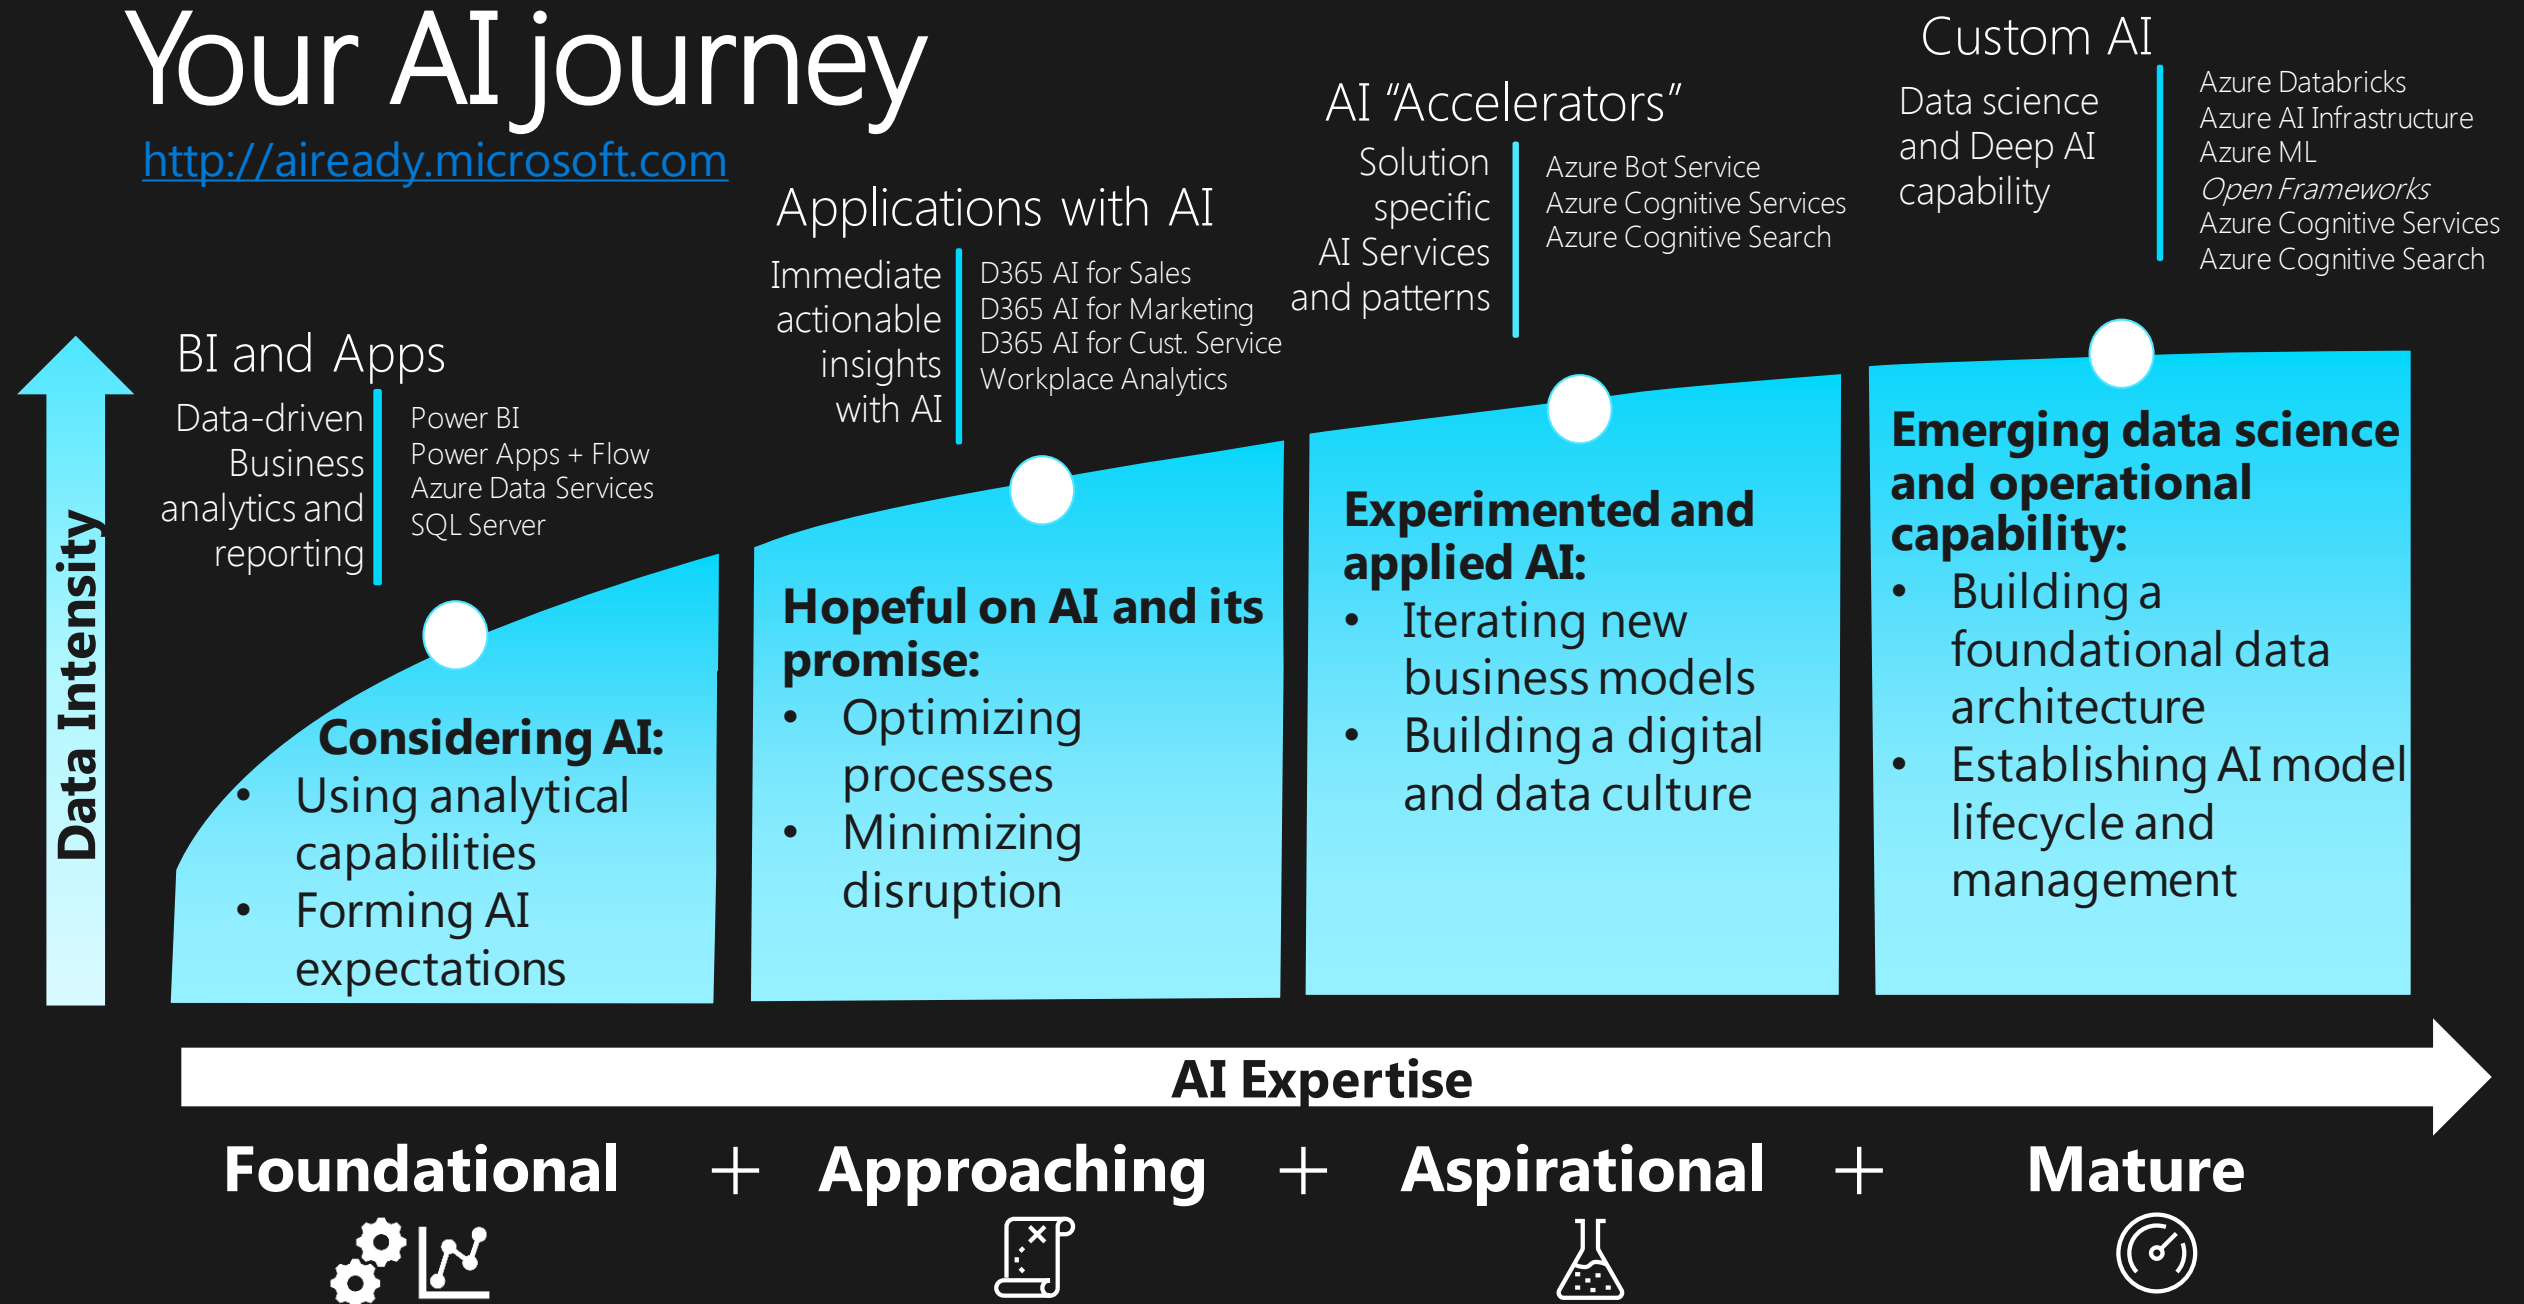 Your AI journey
http://aiready.microsoft.com
BI and Apps
Data-driven
Business
analytics and
reporting
Power BI
Power Apps + Flow
Azure Data Services
SQL Server
Applications with AI
Immediate
actionable
insights
with AI
D365 AI for Sales
D365 AI for Marketing
D365 AI for Cust. Service
Workplace Analytics
AI “Accelerators”
Solution
specific
AI Services
and patterns
Azure Bot Service
Azure Cognitive Services
Azure Cognitive Search
Custom AI
Data science
and Deep AI
capability
Azure Databricks
Azure AI Infrastructure
Azure ML
Open Frameworks
Azure Cognitive Services
Azure Cognitive Search
Data Intensity
Considering AI:
• Using analytical
capabilities
• Forming AI
expectations
Hopeful on AI and its
promise:
• Optimizing
processes
• Minimizing
disruption
Experimented and
applied AI:
• Iterating new
business models
• Building a digital
and data culture
Emerging data science
and operational
capability:
• Building a
foundational data
architecture
• Establishing AI model
lifecycle and
management
AI Expertise
Foundational + Approaching + Aspirational + Mature